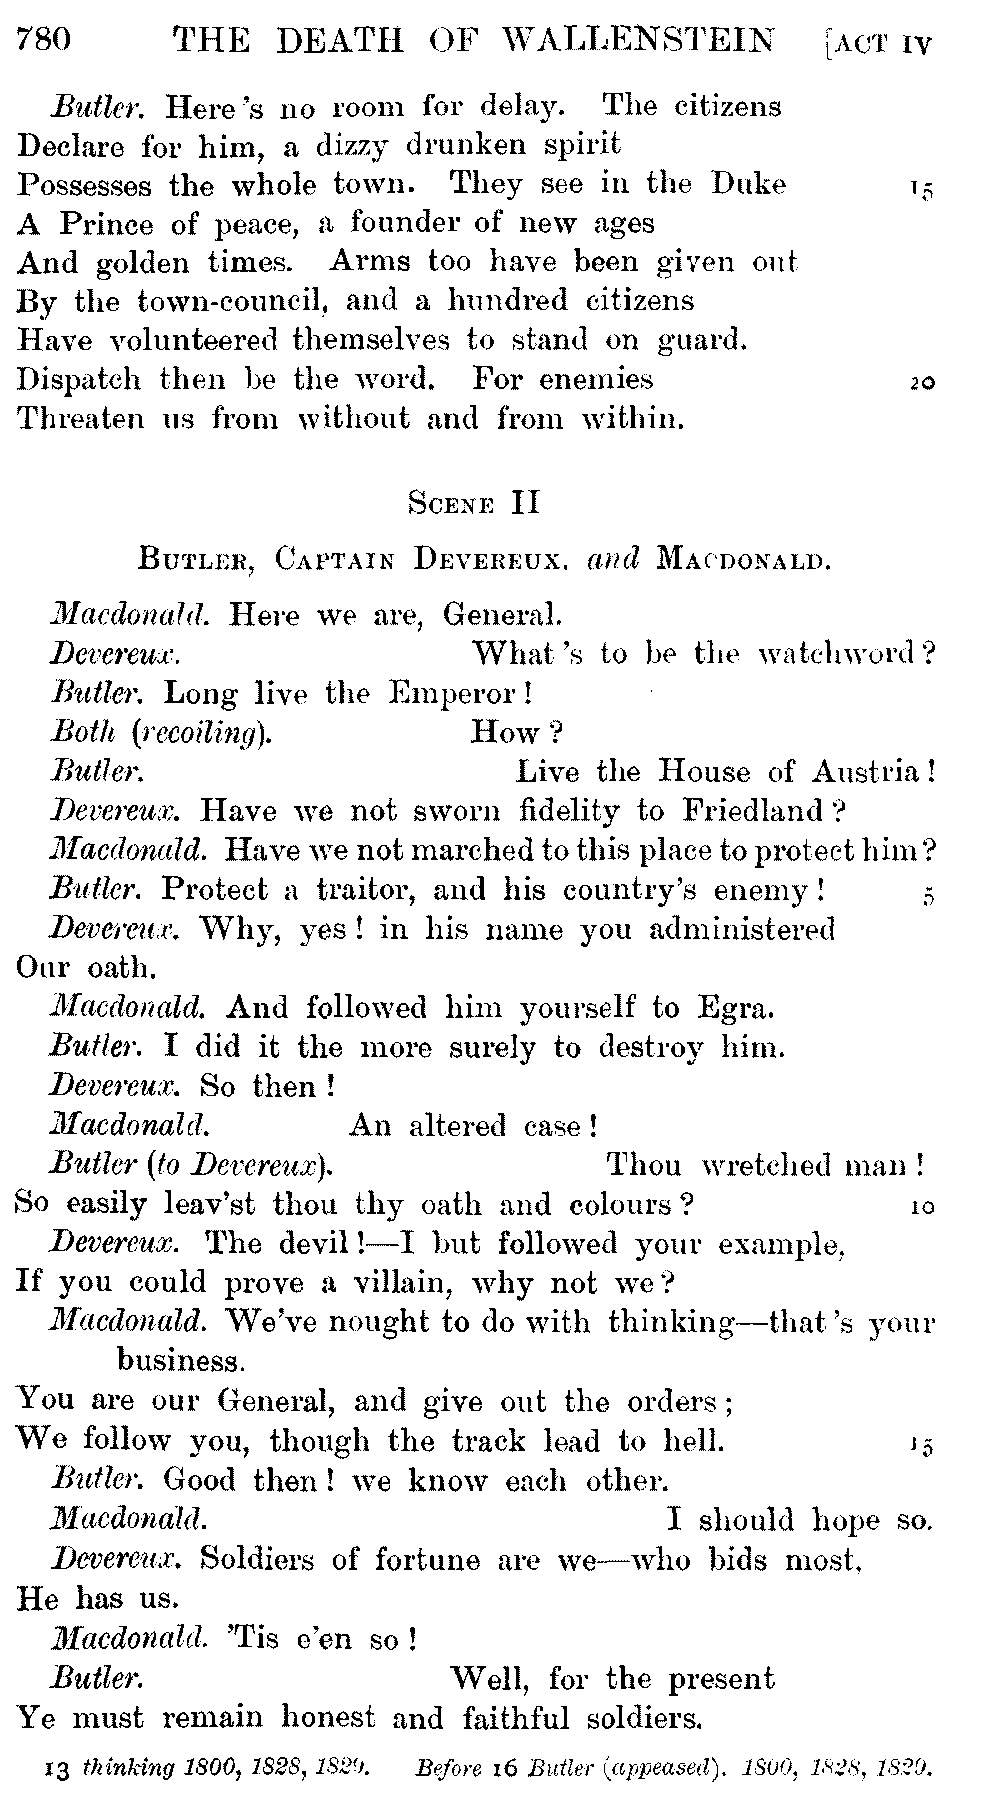 780 THE DEATH OF WALLENSTEIN [ACT IV
Butler. Here's no room for delay. The citizens
Declare for him, a dizzy drunken spirit
Possesses the whole town. They see in the Duke 15
A Prince of peace, a founder of new ages
And golden times. Arms too have been given out
By the town-council, and a hundred citizens
Have volunteered themselves to stand on guard.
Dispatch then be the word. For enemies 20
Threaten us from without and from within.
SCENE II
BUTLER, CAPTAIN DEVEREUX, and MACDONALD.
Macdonald. Here we are, General.
Devereux. What's to be the watchword?
Butler. Long live the Emperor!
Both (recoiling). How?
Butler. Live the House of Austria!
Devereux. Have we not sworn fidelity to Friedland?
Macdonald. Have we not marched to this place to protect him?
Butler. Protect a traitor, and his country's enemy! 5
Devereux. Why, yes! in his name you administered
Our oath.
Macdonald. And followed him yourself to Egra.
Butler. I did it the more surely to destroy him.
Devereux. So then!
Macdonald. An altered case!
Butler (to Devereux). Thou wretched man!
So easily leav'st thou thy oath and colours? 10
Devereux. The devil!—I but followed your example,
If you could prove a villain, why not we?
Macdonald. We've nought to do with thinking—that's your
business.
You are our General, and give out the orders;
We follow you, though the track lead to hell. 15
Butler. Good then! we know each other.
Macdonald. I should hope so.
Devereux. Soldiers of fortune are we—who bids most,
He has us.
Macdonald. 'Tis e'en so!
Butler. Well, for the present
Ye must remain honest and faithful soldiers.
13 thinking 1800, 1828, 1829. Before 16 Butler (appeased). 1800, 1828, 1829.